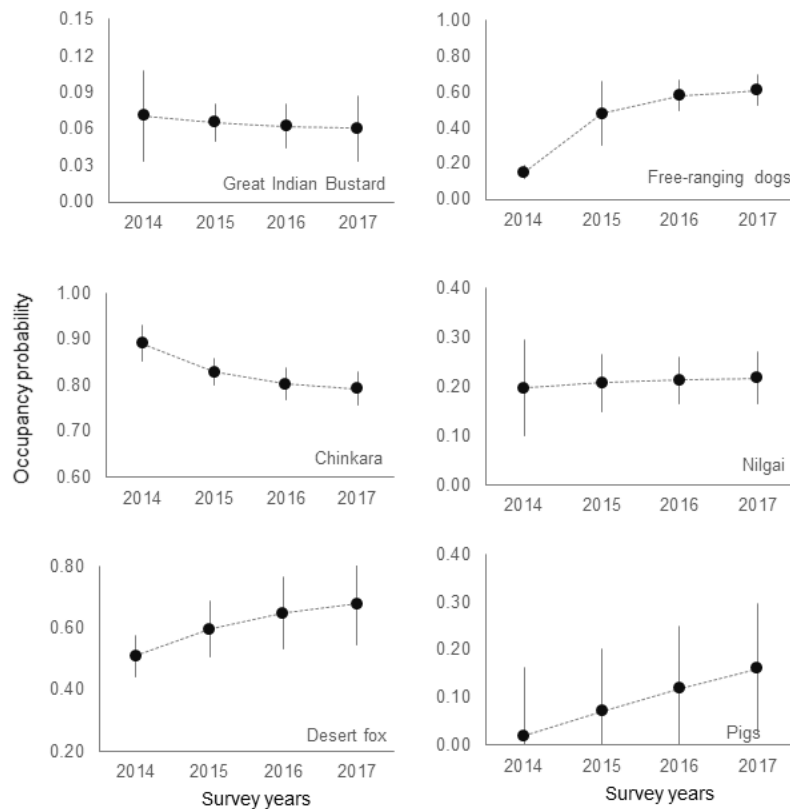 0.15
0.12
0.09
0.06
0.03
0.00
Great Indian Bustard
2014 2015 2016 2017
1.00
0.80
0.60
0.40
0.20
0.00
Free-ranging dogs
2014 2015 2016 2017
Occupancy probability
1.00
0.90
0.80
0.70
0.60
Chinkara
2014 2015 2016 2017
0.40
0.30
0.20
0.10
0.00
Nilgai
2014 2015 2016 2017
0.80
0.60
0.40
0.20
Desert fox
2014 2015 2016 2017
Survey years
0.40
0.30
0.20
0.10
0.00
Pigs
2014 2015 2016 2017
Survey years